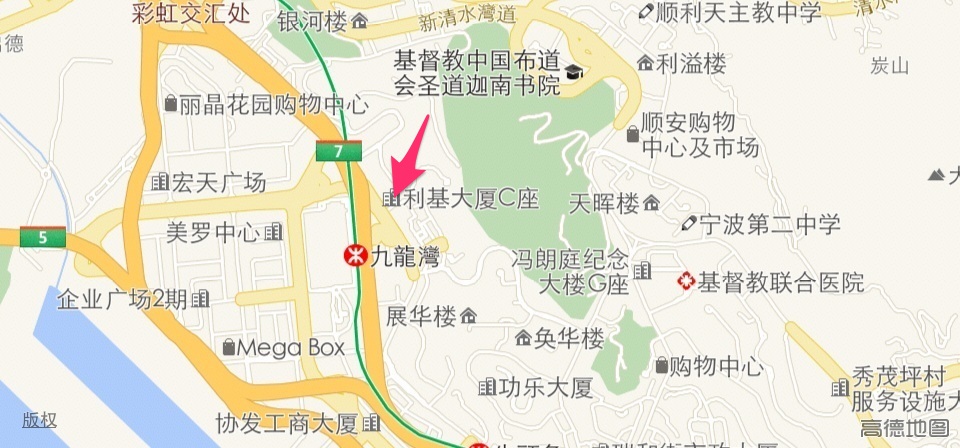 彩虹交汇处
银河楼
新清水灣道
顺利天主教中学
清水
启德
基督教中国布道
会圣道迦南书院
利溢楼
炭山
丽晶花园购物中心
顺安购物
中心及市场
7
宏天广场
利基大厦C座
天晖楼
大
5
美罗中心
宁波第二中学
九龍灣
冯朗庭纪念
大楼G座
基督教联合医院
企业广场2期
展华楼
奂华楼
Mega Box
购物中心
功乐大厦
秀茂坪村
服务设施大
版权
协发工商大厦
高德地图